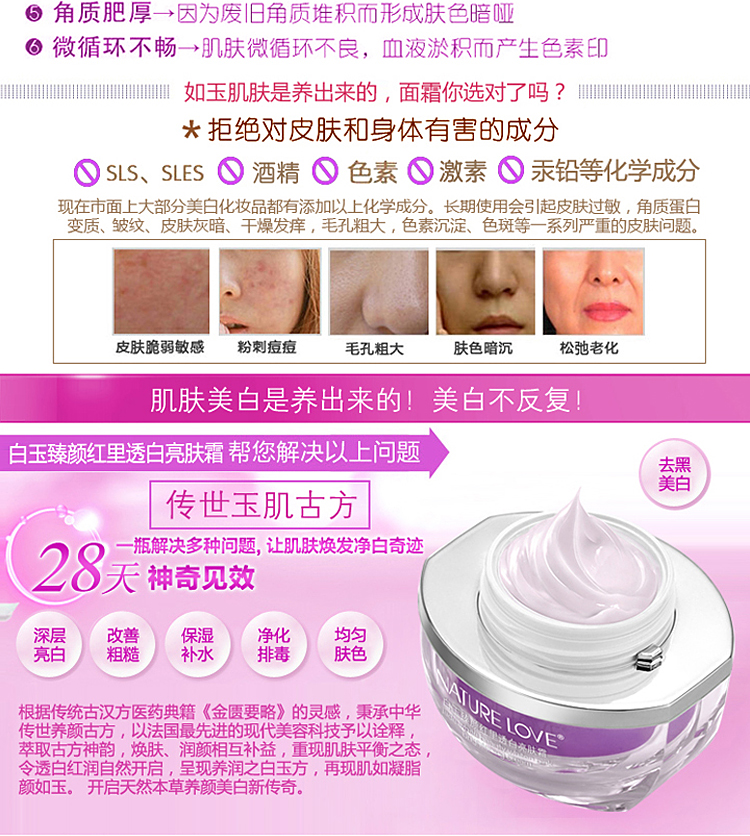 ❺ 角质肥厚→因为废旧角质堆积而形成肤色暗哑
❻ 微循环不畅→肌肤微循环不良，血液淤积而产生色素印
如玉肌肤是养出来的，面霜你选对了吗？
*拒绝对皮肤和身体有害的成分
SLS、SLES 酒精 色素 激素 汞铅等化学成分
现在市面上大部分美白化妆品都有添加以上化学成分。长期使用会引起皮肤过敏，角质蛋白
变质、皱纹、皮肤灰暗、干燥发痒，毛孔粗大，色素沉淀、色斑等一系列严重的皮肤问题。
皮肤脆弱敏感 粉刺痘痘 毛孔粗大 肤色暗沉 松弛老化
肌肤美白是养出来的！美白不反复！
白玉臻颜红里透白亮肤霜 帮您解决以上问题
去黑
美白
传世玉肌古方
28天
一瓶解决多种问题, 让肌肤焕发净白奇迹
神奇见效
深层
亮白
改善
粗糙
保湿
补水
净化
排毒
均匀
肤色
根据传统古汉方医药典籍《金匮要略》的灵感，秉承中华
传世养颜古方，以法国最先进的现代美容科技予以诠释，
萃取古方神韵，焕肤、润颜相互补益，重现肌肤平衡之态，
令透白红润自然开启，呈现养润之白玉方，再现肌如凝脂
颜如玉。 开启天然本草养颜美白新传奇。
NATURE LOVE®
红里透白亮肤霜